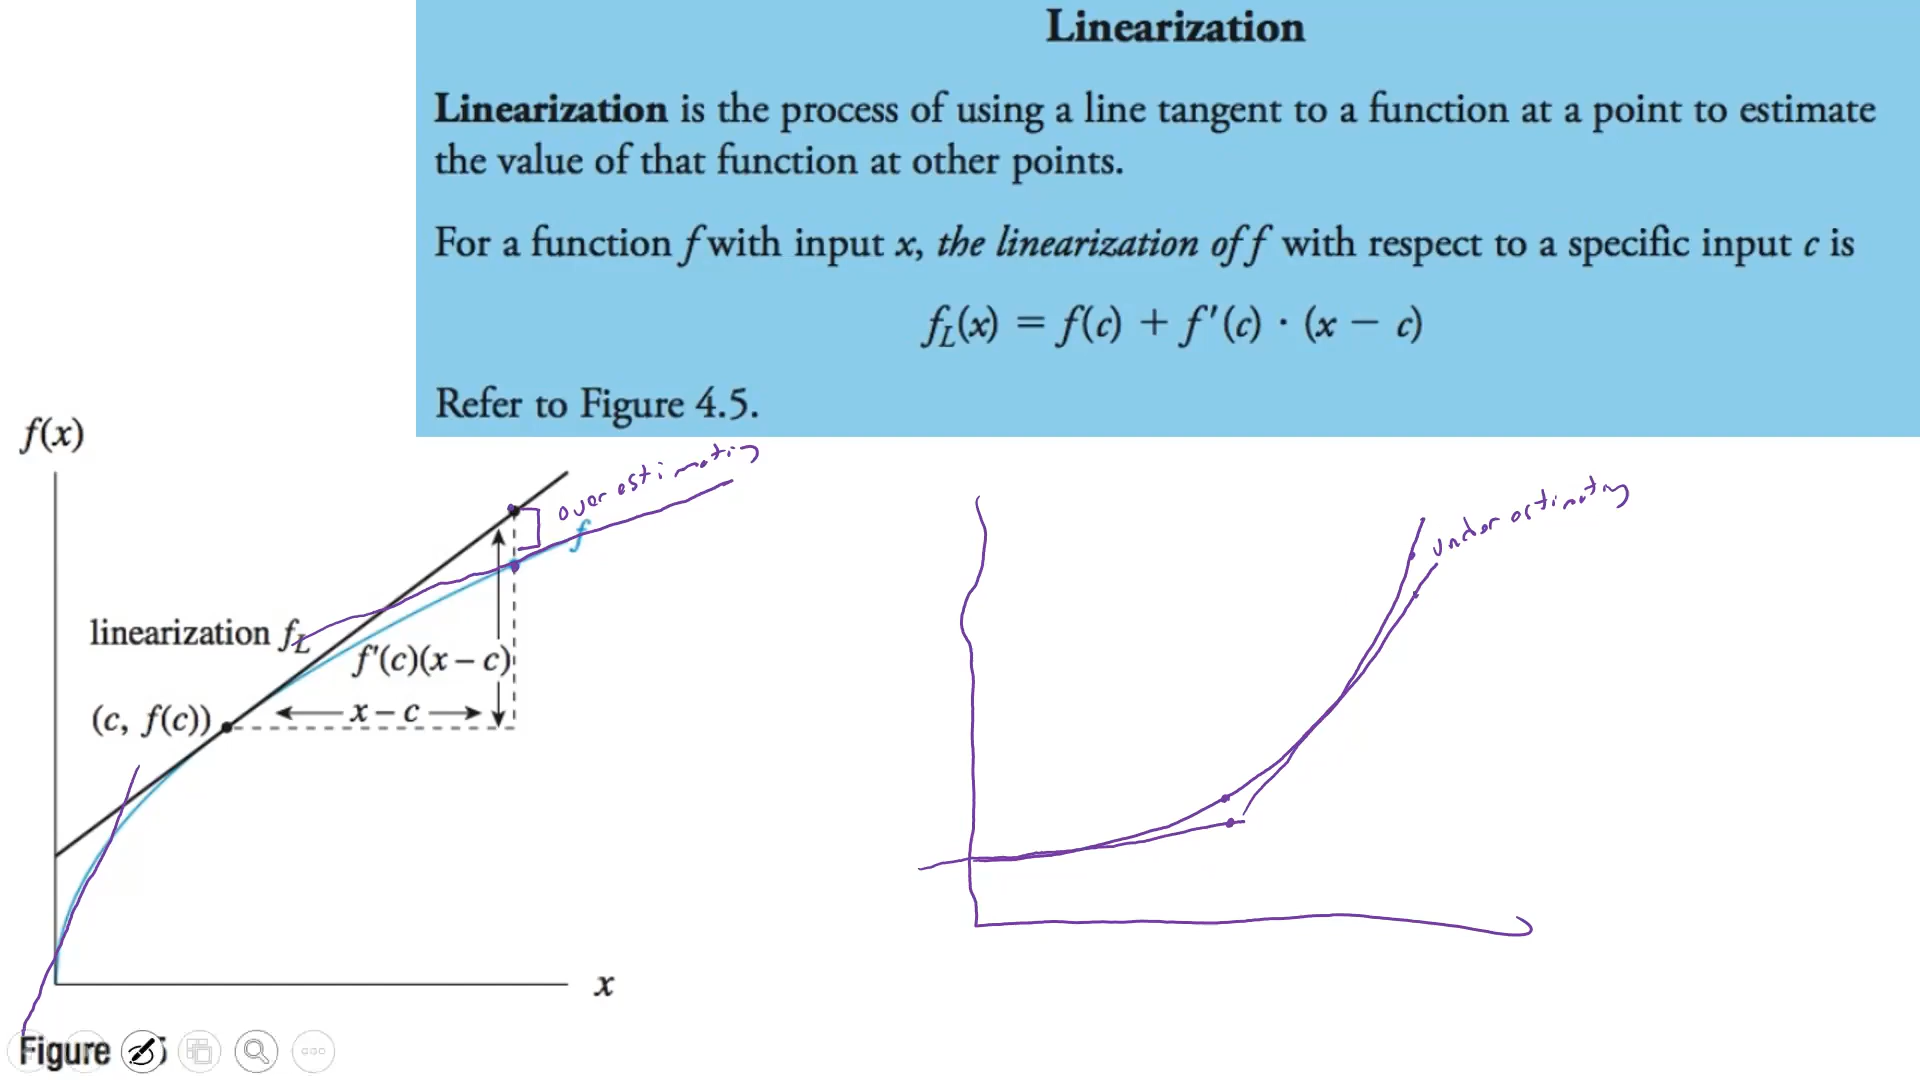 Linearization
Linearization is the process of using a line tangent to a function at a point to estimate
the value of that function at other points.
For a function f with input x, the linearization of f with respect to a specific input c is
f_L(x) = f(c) + f'(c) · (x − c)
Refer to Figure 4.5.
f(x)
over estimating
f
under estimating
linearization f_L
f'(c)(x − c)
x − c
(c, f(c))
x
Figure